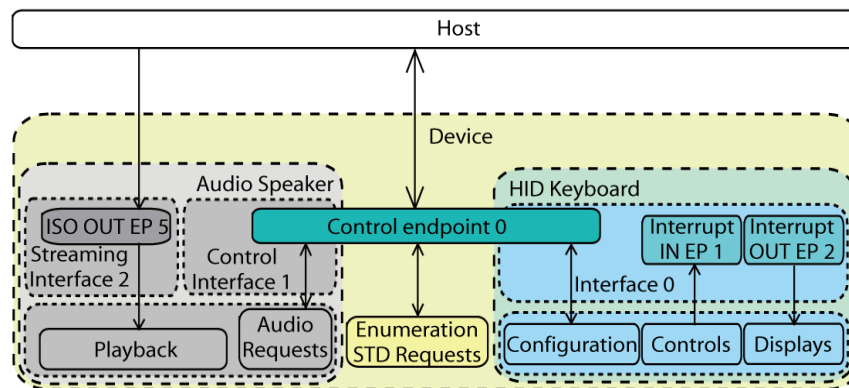 Host
Device
Audio Speaker
HID Keyboard
ISO OUT EP 5
Control endpoint 0
Interrupt
IN EP 1
Interrupt
OUT EP 2
Streaming
Interface 2
Control
Interface 1
Interface 0
Playback
Audio
Requests
Enumeration
STD Requests
Configuration
Controls
Displays